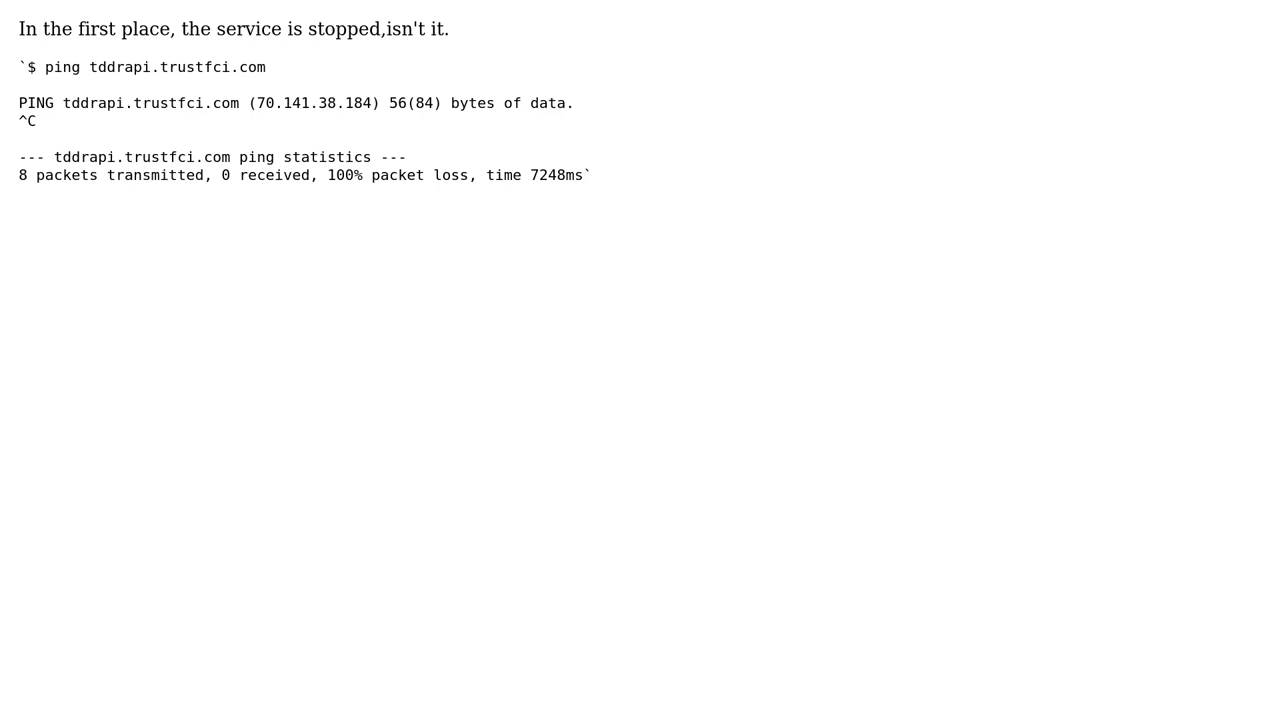 In the first place, the service is stopped,isn't it.
`$ ping tddrapi.trustfci.com
PING tddrapi.trustfci.com (70.141.38.184) 56(84) bytes of data.
^C
--- tddrapi.trustfci.com ping statistics ---
8 packets transmitted, 0 received, 100% packet loss, time 7248ms`